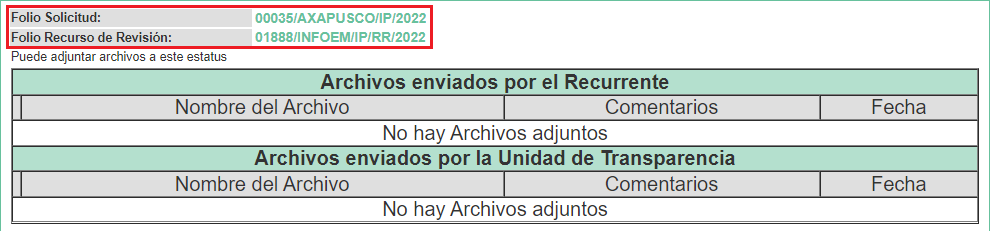 Folio Solicitud: 00035/AXAPUSCO/IP/2022
Folio Recurso de Revisión: 01888/INFOEM/IP/RR/2022
Puede adjuntar archivos a este estatus
Archivos enviados por el Recurrente
Nombre del Archivo Comentarios Fecha
No hay Archivos adjuntos
Archivos enviados por la Unidad de Transparencia
Nombre del Archivo Comentarios Fecha
No hay Archivos adjuntos